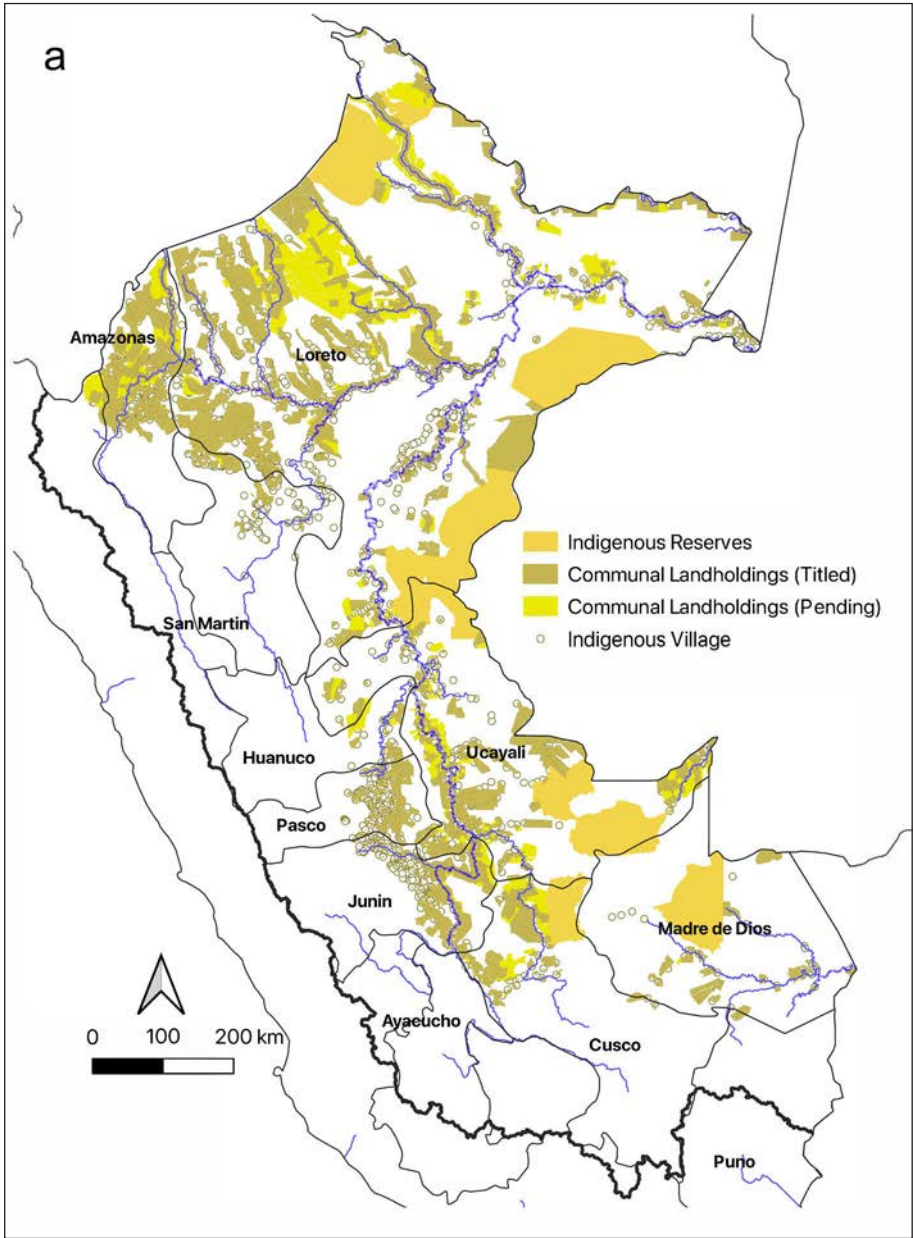 a
Amazonas
Loreto
Indigenous Reserves
Communal Landholdings (Titled)
Communal Landholdings (Pending)
Indigenous Village
San Martin
Huanuco
Ucayali
Pasco
Junin
Madre de Dios
Ayacucho
0 100 200 km
Cusco
Puno